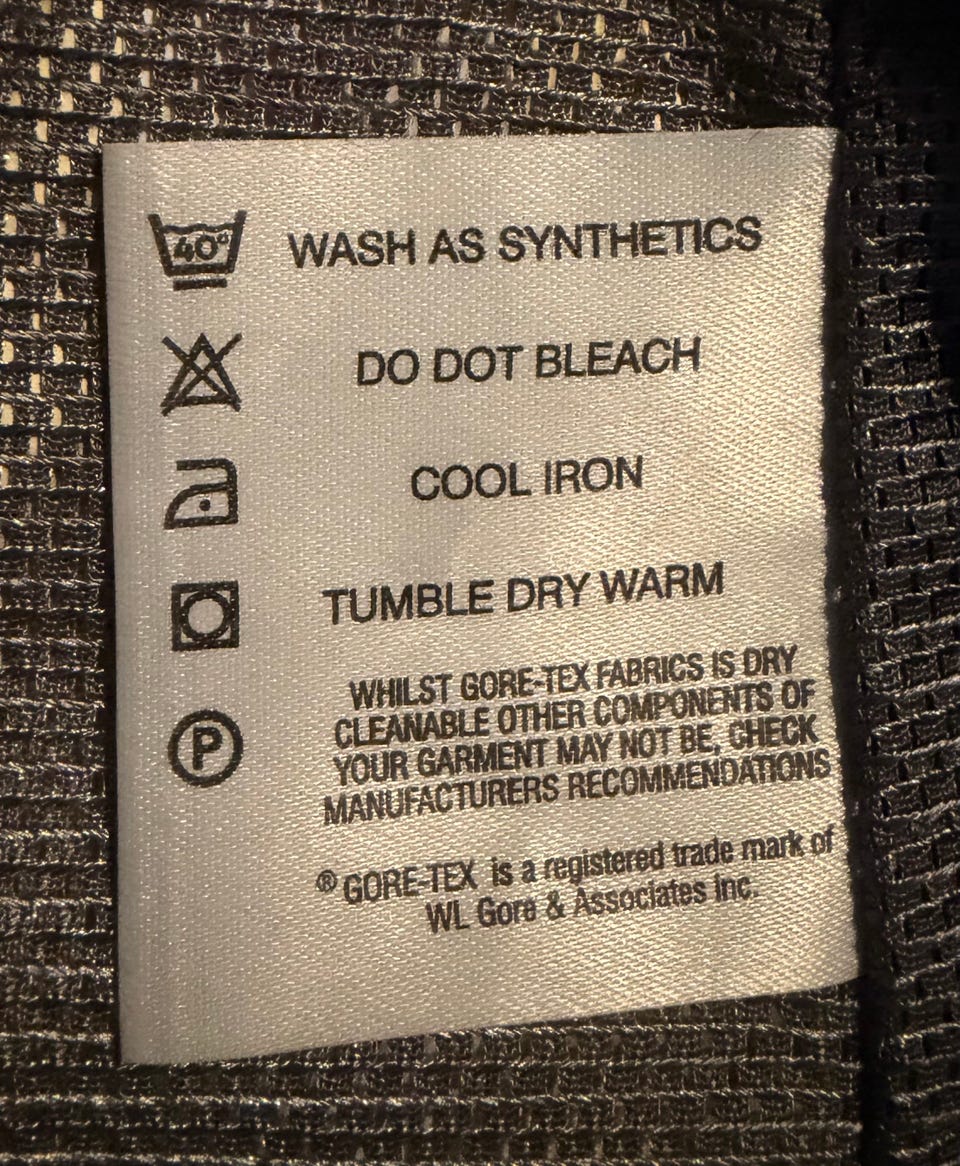 40° WASH AS SYNTHETICS
DO DOT BLEACH
COOL IRON
TUMBLE DRY WARM
WHILST GORE-TEX FABRICS IS DRY
CLEANABLE OTHER COMPONENTS OF
YOUR GARMENT MAY NOT BE, CHECK
MANUFACTURERS RECOMMENDATIONS
P
® GORE-TEX is a registered trade mark of
WL Gore & Associates inc.